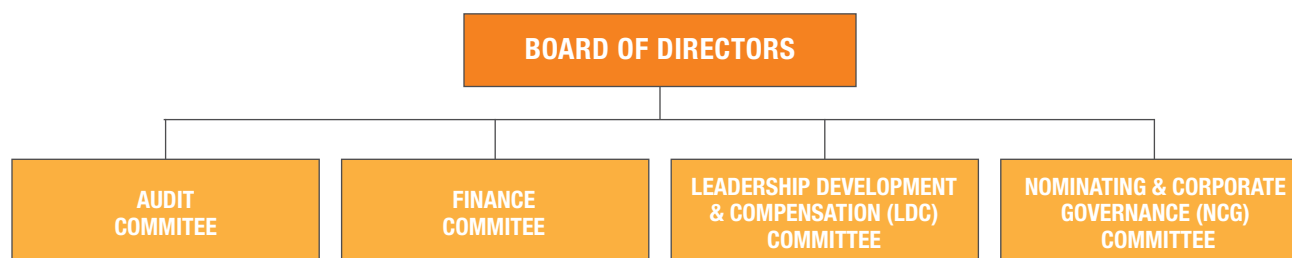 BOARD OF DIRECTORS
AUDIT
COMMITEE
FINANCE
COMMITEE
LEADERSHIP DEVELOPMENT
& COMPENSATION (LDC)
COMMITTEE
NOMINATING & CORPORATE
GOVERNANCE (NCG)
COMMITTEE